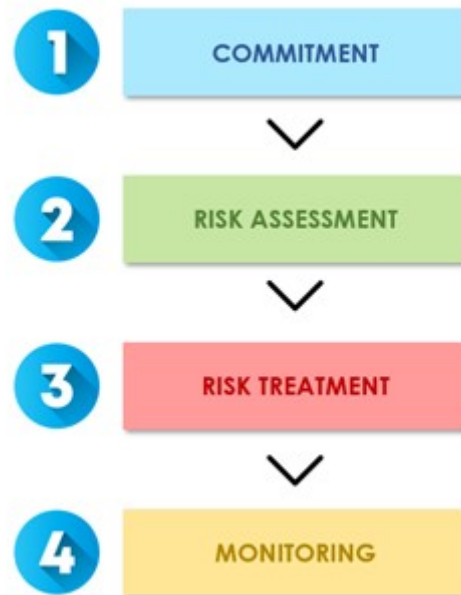 1 COMMITMENT
2 RISK ASSESSMENT
3 RISK TREATMENT
4 MONITORING